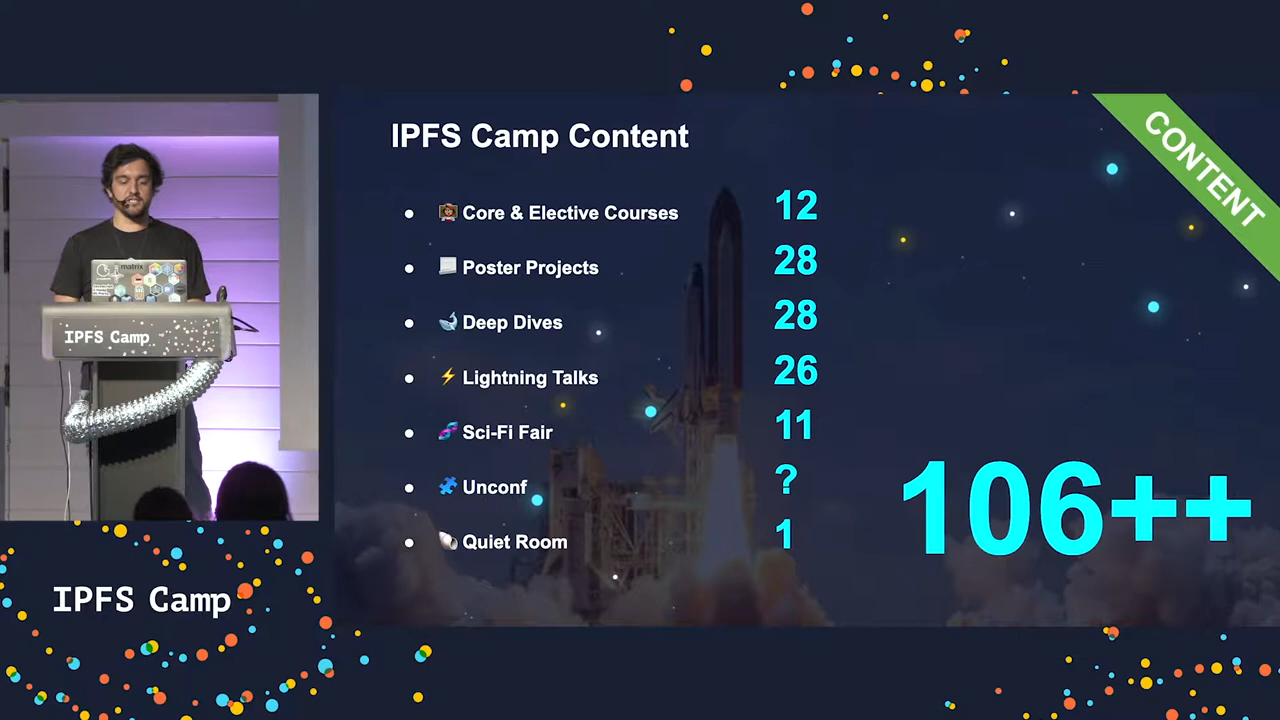 IPFS Camp Content
CONTENT
Core & Elective Courses 12
Poster Projects 28
Deep Dives 28
Lightning Talks 26
Sci-Fi Fair 11
Unconf ?
Quiet Room 1
106++
matrix
IPFS Camp
IPFS Camp